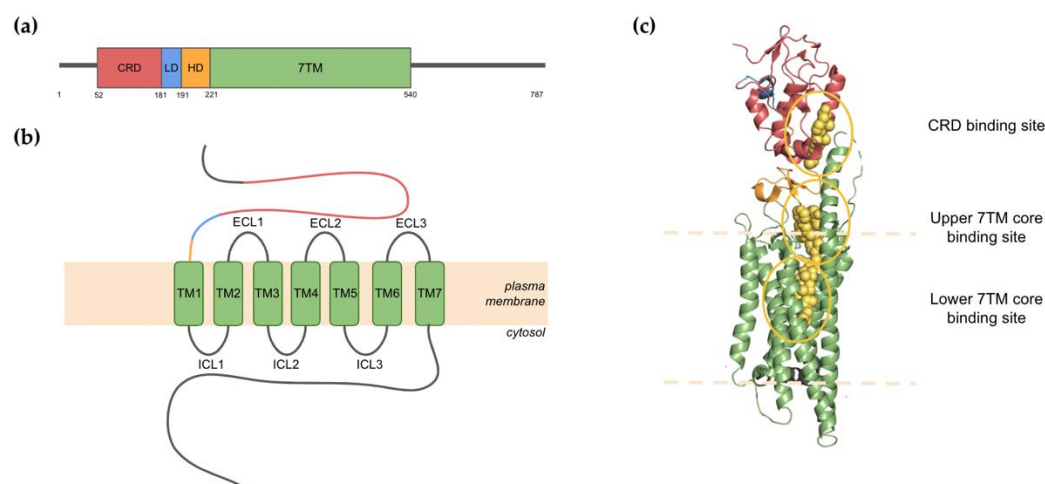 (a)
CRD LD HD 7TM
1 52 181 191 221 540 787
(b)
ECL1 ECL2 ECL3
TM1 TM2 TM3 TM4 TM5 TM6 TM7
plasma
membrane
cytosol
ICL1 ICL2 ICL3
(c)
CRD binding site
Upper 7TM core
binding site
Lower 7TM core
binding site